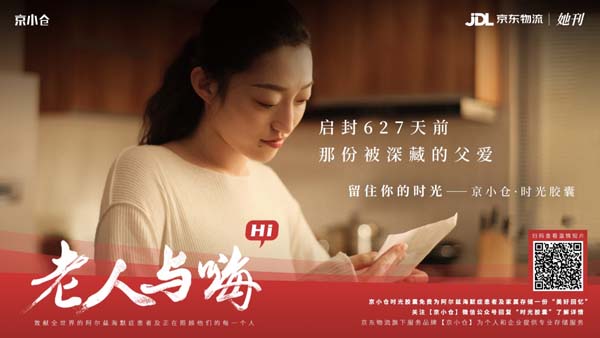 京小仓
JDL 京东物流 她刊
启封627天前
那份被深藏的父爱
留住你的时光——京小仓·时光胶囊
Hi
老人与嗨
致献全世界的阿尔兹海默症患者及正在照顾他们的每一个人
扫码查看温情短片
京小仓时光胶囊免费为阿尔兹海默症患者及家属存储一份“美好回忆”
关注【京小仓】微信公众号回复“时光胶囊”了解详情
京东物流旗下服务品牌【京小仓】为个人和企业提供专业存储服务